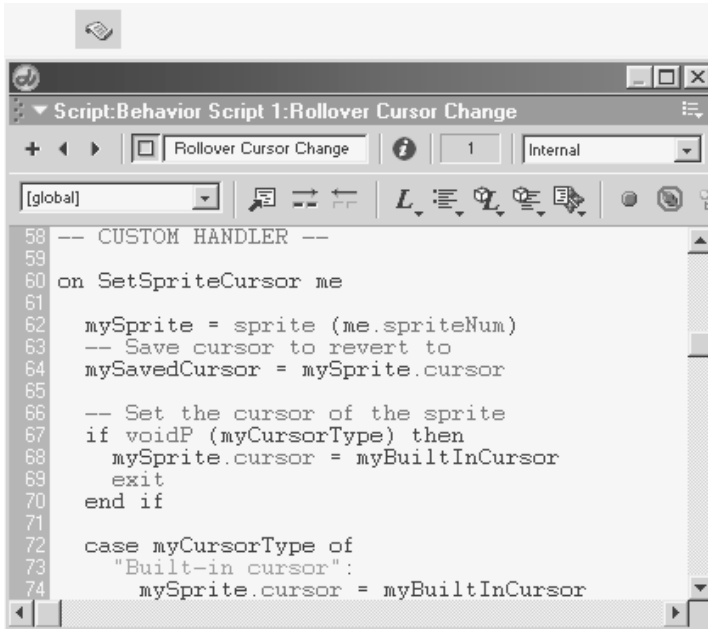 Script:Behavior Script 1:Rollover Cursor Change
Rollover Cursor Change 1 Internal
[global] L
58 -- CUSTOM HANDLER --
59
60 on SetSpriteCursor me
61
62 mySprite = sprite (me.spriteNum)
63 -- Save cursor to revert to
64 mySavedCursor = mySprite.cursor
65
66 -- Set the cursor of the sprite
67 if voidP (myCursorType) then
68 mySprite.cursor = myBuiltInCursor
69 exit
70 end if
71
72 case myCursorType of
73 "Built-in cursor":
74 mySprite.cursor = myBuiltInCursor